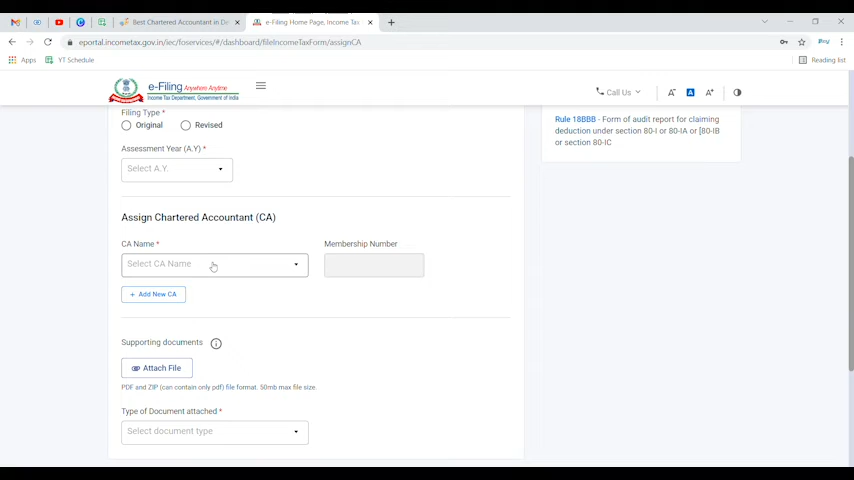 Best Chartered Accountant in De
e-Filing Home Page, Income Tax
eportal.incometax.gov.in/iec/foservices/#/dashboard/fileIncomeTaxForm/assignCA
Apps
YT Schedule
Reading list
e-Filing Anywhere Anytime
Income Tax Department, Government of India
Call Us
A-
A
A+
Filing Type *
Original
Revised
Assessment Year (A.Y) *
Select A.Y.
Assign Chartered Accountant (CA)
CA Name *
Membership Number
Select CA Name
+ Add New CA
Supporting documents
Attach File
PDF and ZIP (can contain only pdf) file format. 50mb max file size.
Type of Document attached *
Select document type
Rule 18BBB - Form of audit report for claiming
deduction under section 80-I or 80-IA or [80-IB
or section 80-IC